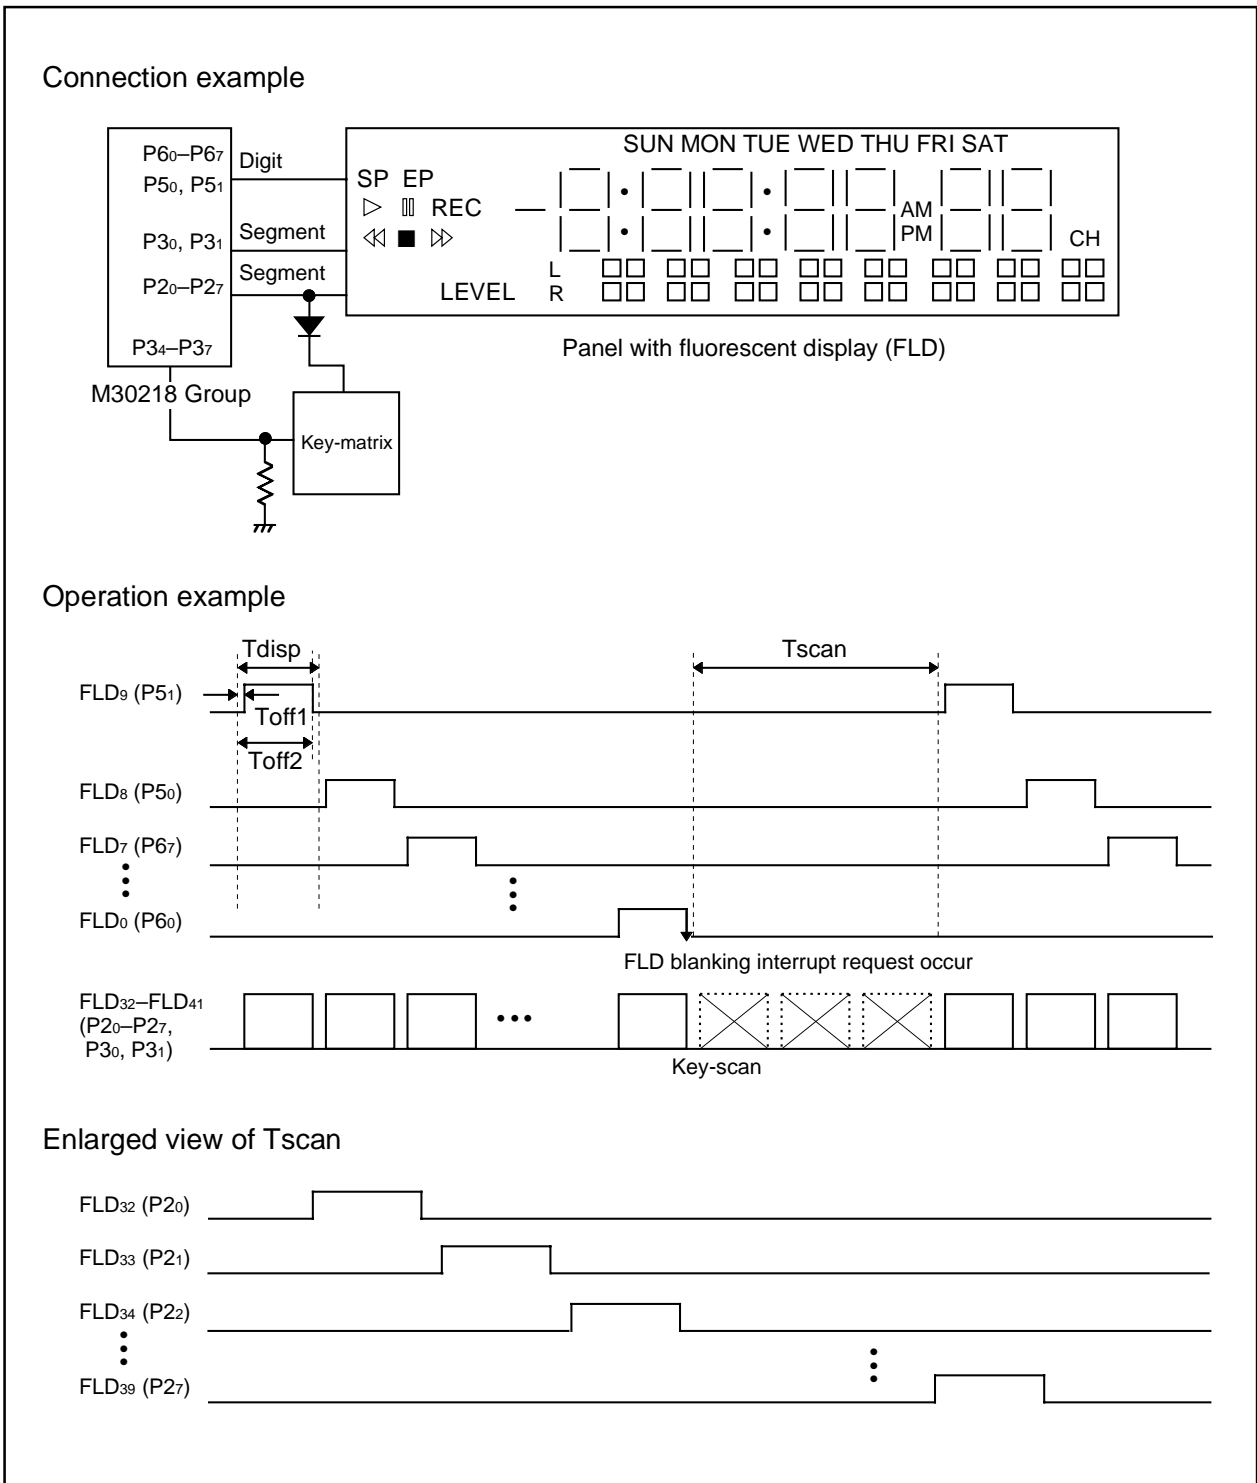 Connection example
P60–P67
P50, P51
Digit
P30, P31
Segment
P20–P27
Segment
P34–P37
M30218 Group
Key-matrix
SUN MON TUE WED THU FRI SAT
SP EP
REC
AM
PM
CH
LEVEL
L
R
Panel with fluorescent display (FLD)
Operation example
Tdisp
Tscan
FLD9 (P51)
Toff1
Toff2
FLD8 (P50)
FLD7 (P67)
FLD0 (P60)
FLD blanking interrupt request occur
FLD32–FLD41
(P20–P27,
P30, P31)
Key-scan
Enlarged view of Tscan
FLD32 (P20)
FLD33 (P21)
FLD34 (P22)
FLD39 (P27)